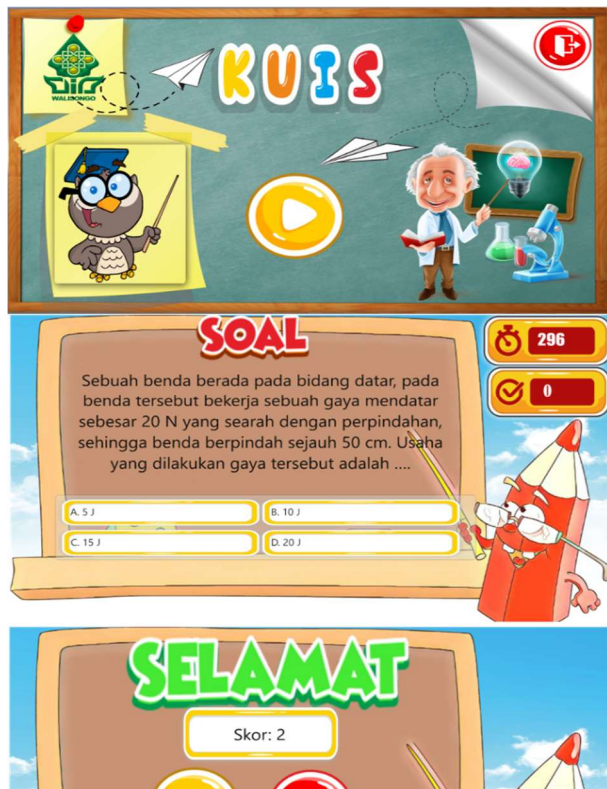 WALISONGO
KUIS
SOAL
296
0
Sebuah benda berada pada bidang datar, pada
benda tersebut bekerja sebuah gaya mendatar
sebesar 20 N yang searah dengan perpindahan,
sehingga benda berpindah sejauh 50 cm. Usaha
yang dilakukan gaya tersebut adalah ....
A. 5 J
B. 10 J
C. 15 J
D. 20 J
SELAMAT
Skor: 2